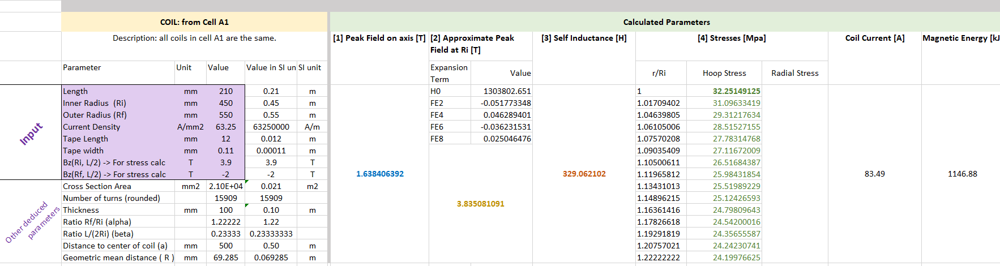 COIL: from Cell A1 Calculated Parameters
Description: all coils in cell A1 are the same. [1] Peak Field on axis [T] [2] Approximate Peak Field at Ri [T] [3] Self Inductance [H] [4] Stresses [Mpa] Coil Current [A] Magnetic Energy [kJ
Parameter Unit Value Value in SI un SI unit Expansion Term Value r/Ri Hoop Stress Radial Stress
Input
Length mm 210 0.21 m H0 1303802.651 1 32.25149125
Inner Radius (Ri) mm 450 0.45 m FE2 -0.051773348 1.01709402 31.09633419
Outer Radius (Rf) mm 550 0.55 m FE4 0.046289401 1.04639805 29.31217634
Current Density A/mm2 63.25 63250000 A/m FE6 -0.036231531 1.06105006 28.51527155
Tape Length mm 12 0.012 m FE8 0.025046476 1.07570208 27.78314768
Tape width mm 0.11 0.00011 m 1.09035409 27.11672009
Bz(Ri, L/2) -> For stress calc T 3.9 3.9 T 1.10500611 26.51684387
Bz(Rf, L/2) -> For stress calc T -2 -2 T 1.638406392 329.062102 1.11965812 25.98431854 83.49 1146.88
Other deduced parameters
Cross Section Area mm2 2.10E+04 0.021 m2 1.13431013 25.51989229
Number of turns (rounded) 15909 15909 1.14896215 25.12426593
3.835081091
Thickness mm 100 0.10 m 1.16361416 24.79809643
Ratio Rf/Ri (alpha) 1.22222 1.22 1.17826618 24.54200016
Ratio L/(2Ri) (beta) 0.23333 0.23333333 1.19291819 24.35655587
Distance to center of coil (a) mm 500 0.50 m 1.20757021 24.24230741
Geometric mean distance ( R ) mm 69.285 0.069285 m 1.22222222 24.19976625